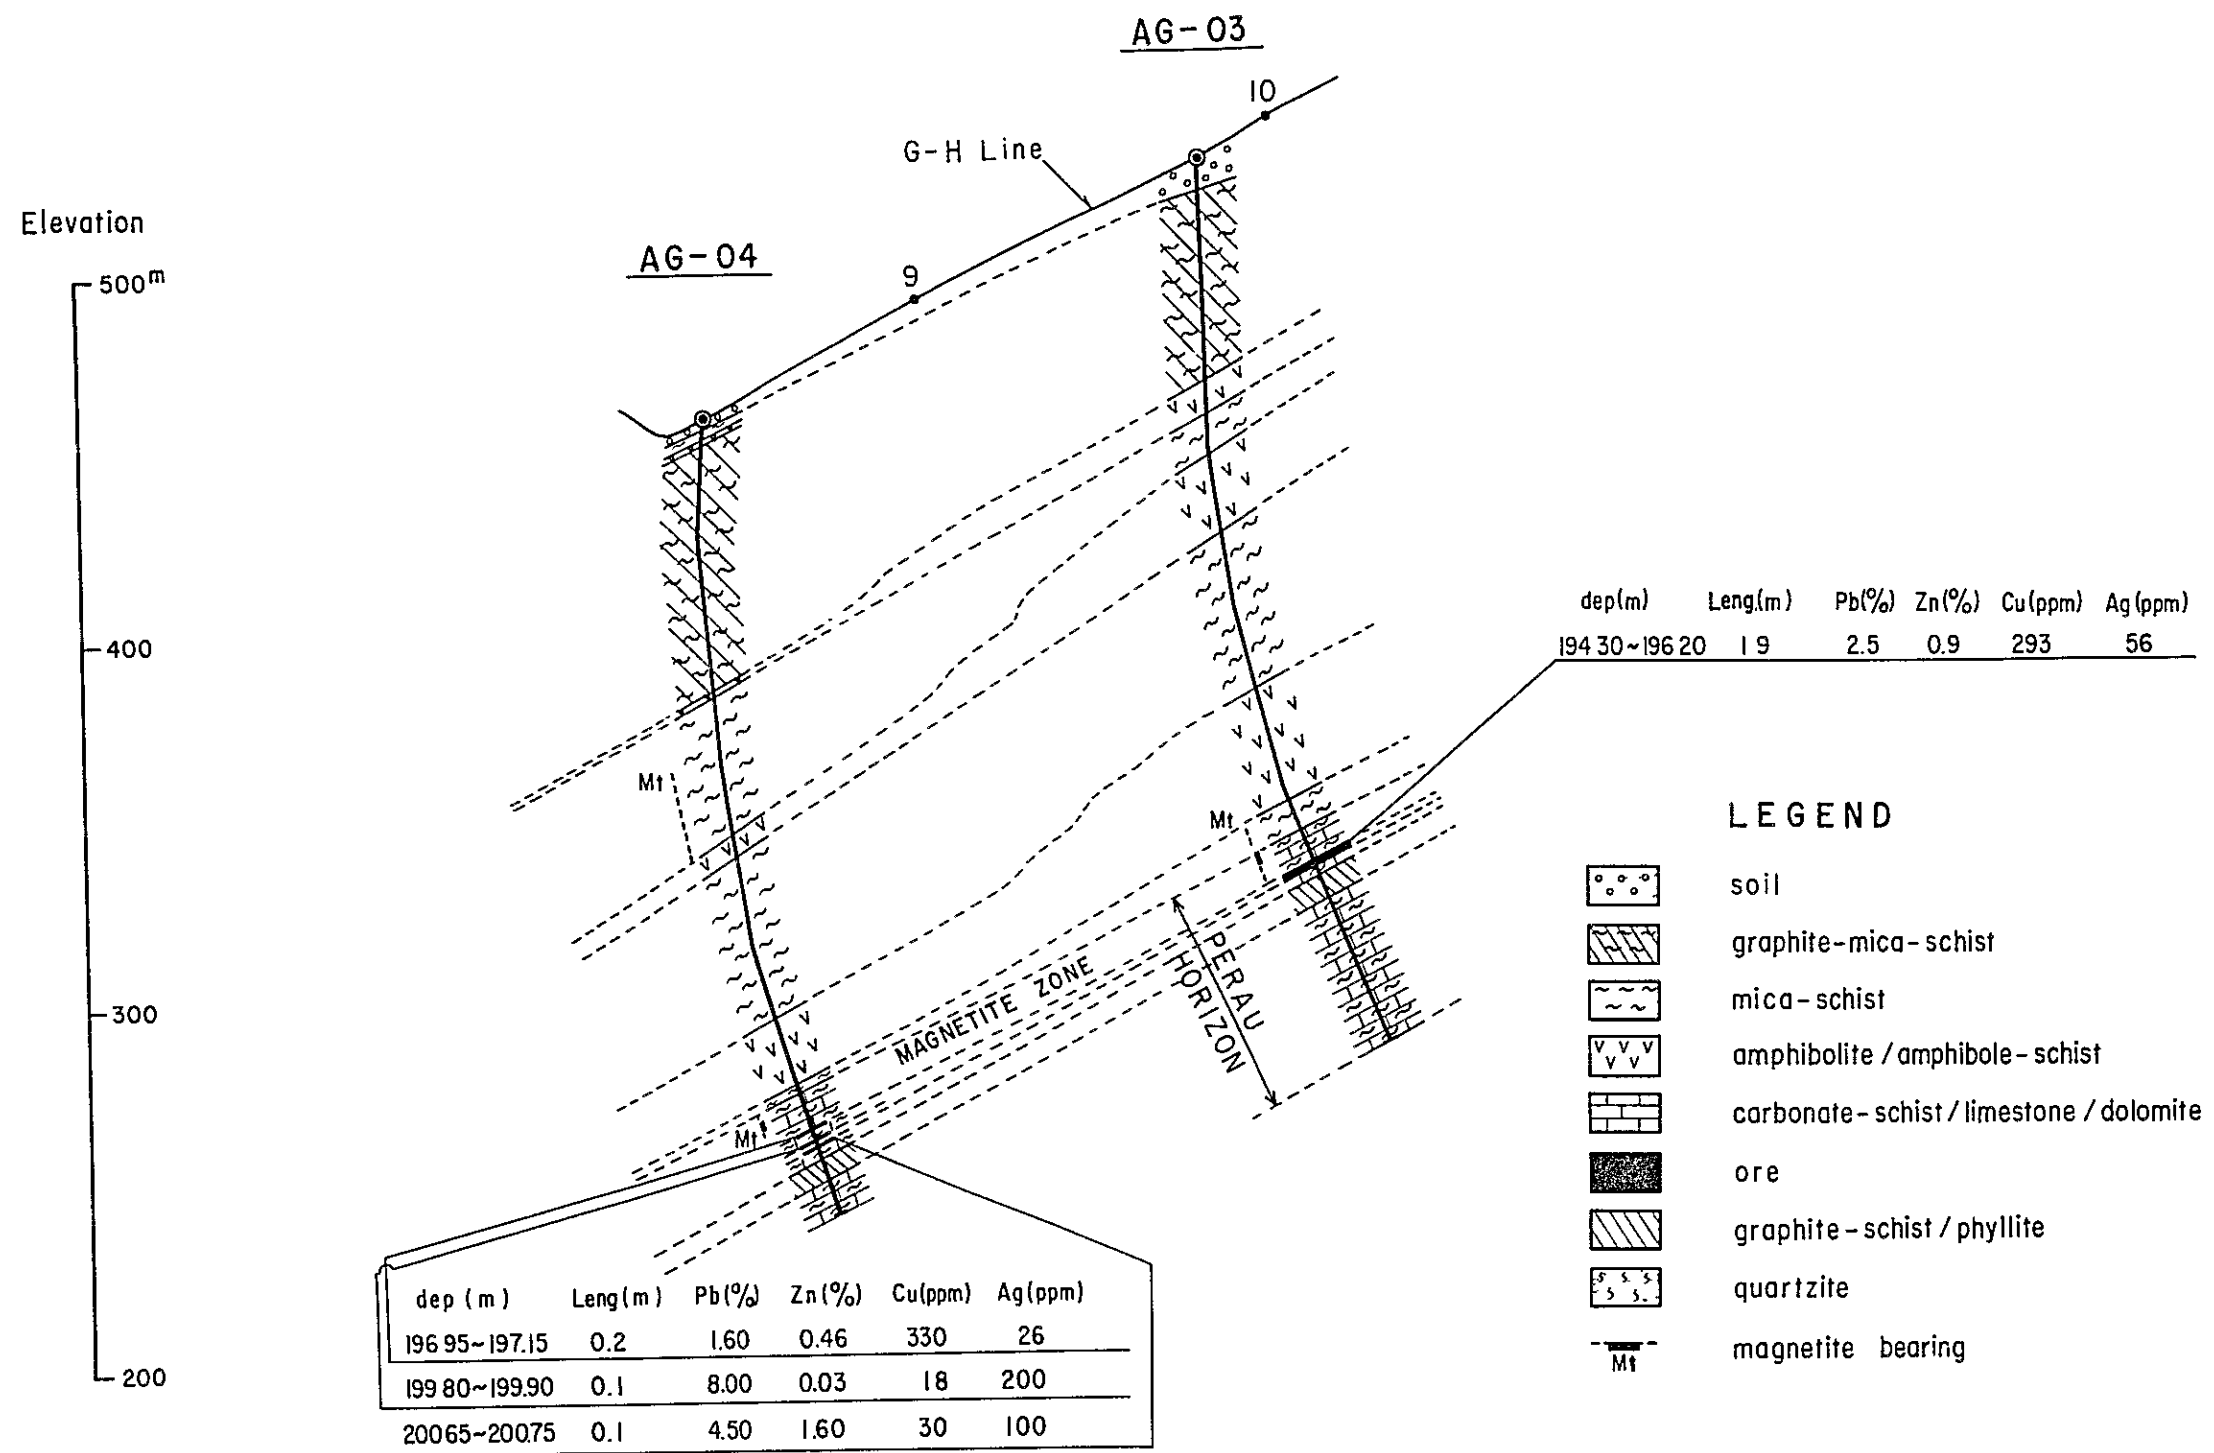 AG-03
10
G-H Line
Elevation
AG-04
500m
9
400
dep(m) Leng.(m) Pb(%) Zn(%) Cu(ppm) Ag(ppm)
194 30~196 20 1 9 2.5 0.9 293 56
Mt
Mt
LEGEND
soil
graphite-mica-schist
mica-schist
amphibolite / amphibole-schist
carbonate-schist / limestone / dolomite
ore
graphite-schist / phyllite
quartzite
Mt magnetite bearing
PERAU
HORIZON
MAGNETITE ZONE
300
Mt
200
dep (m) Leng(m) Pb(%) Zn(%) Cu(ppm) Ag(ppm)
196 95~197.15 0.2 1.60 0.46 330 26
199 80~199.90 0.1 8.00 0.03 18 200
200 65~200.75 0.1 4.50 1.60 30 100